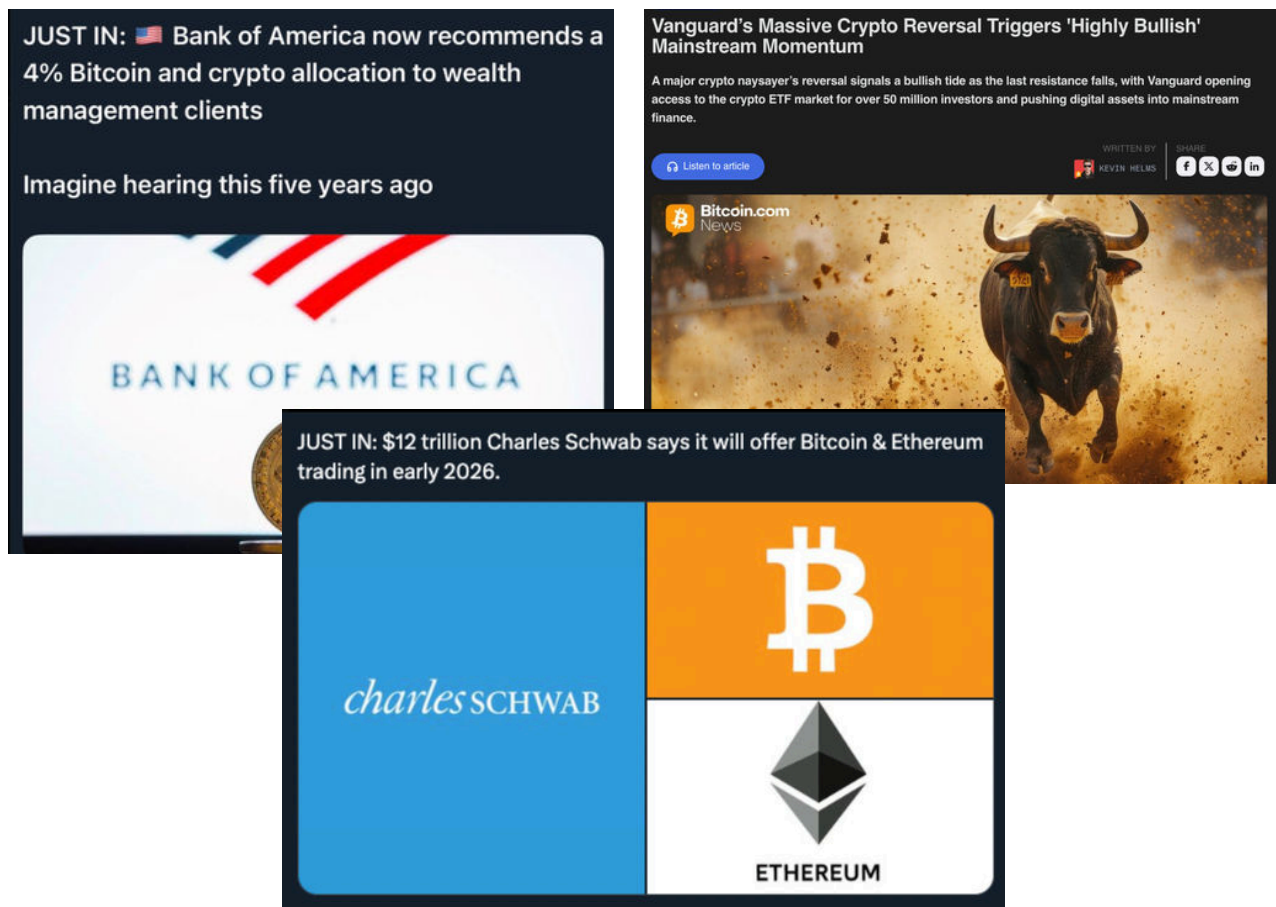 JUST IN: 🇺🇸 Bank of America now recommends a
4% Bitcoin and crypto allocation to wealth
management clients
Imagine hearing this five years ago
BANK OF AMERICA
Vanguard’s Massive Crypto Reversal Triggers 'Highly Bullish'
Mainstream Momentum
A major crypto naysayer’s reversal signals a bullish tide as the last resistance falls, with Vanguard opening
access to the crypto ETF market for over 50 million investors and pushing digital assets into mainstream
finance.
Listen to article
WRITTEN BY
KEVIN HELMS
SHARE
Bitcoin.com
News
JUST IN: $12 trillion Charles Schwab says it will offer Bitcoin & Ethereum
trading in early 2026.
charles SCHWAB
ETHEREUM